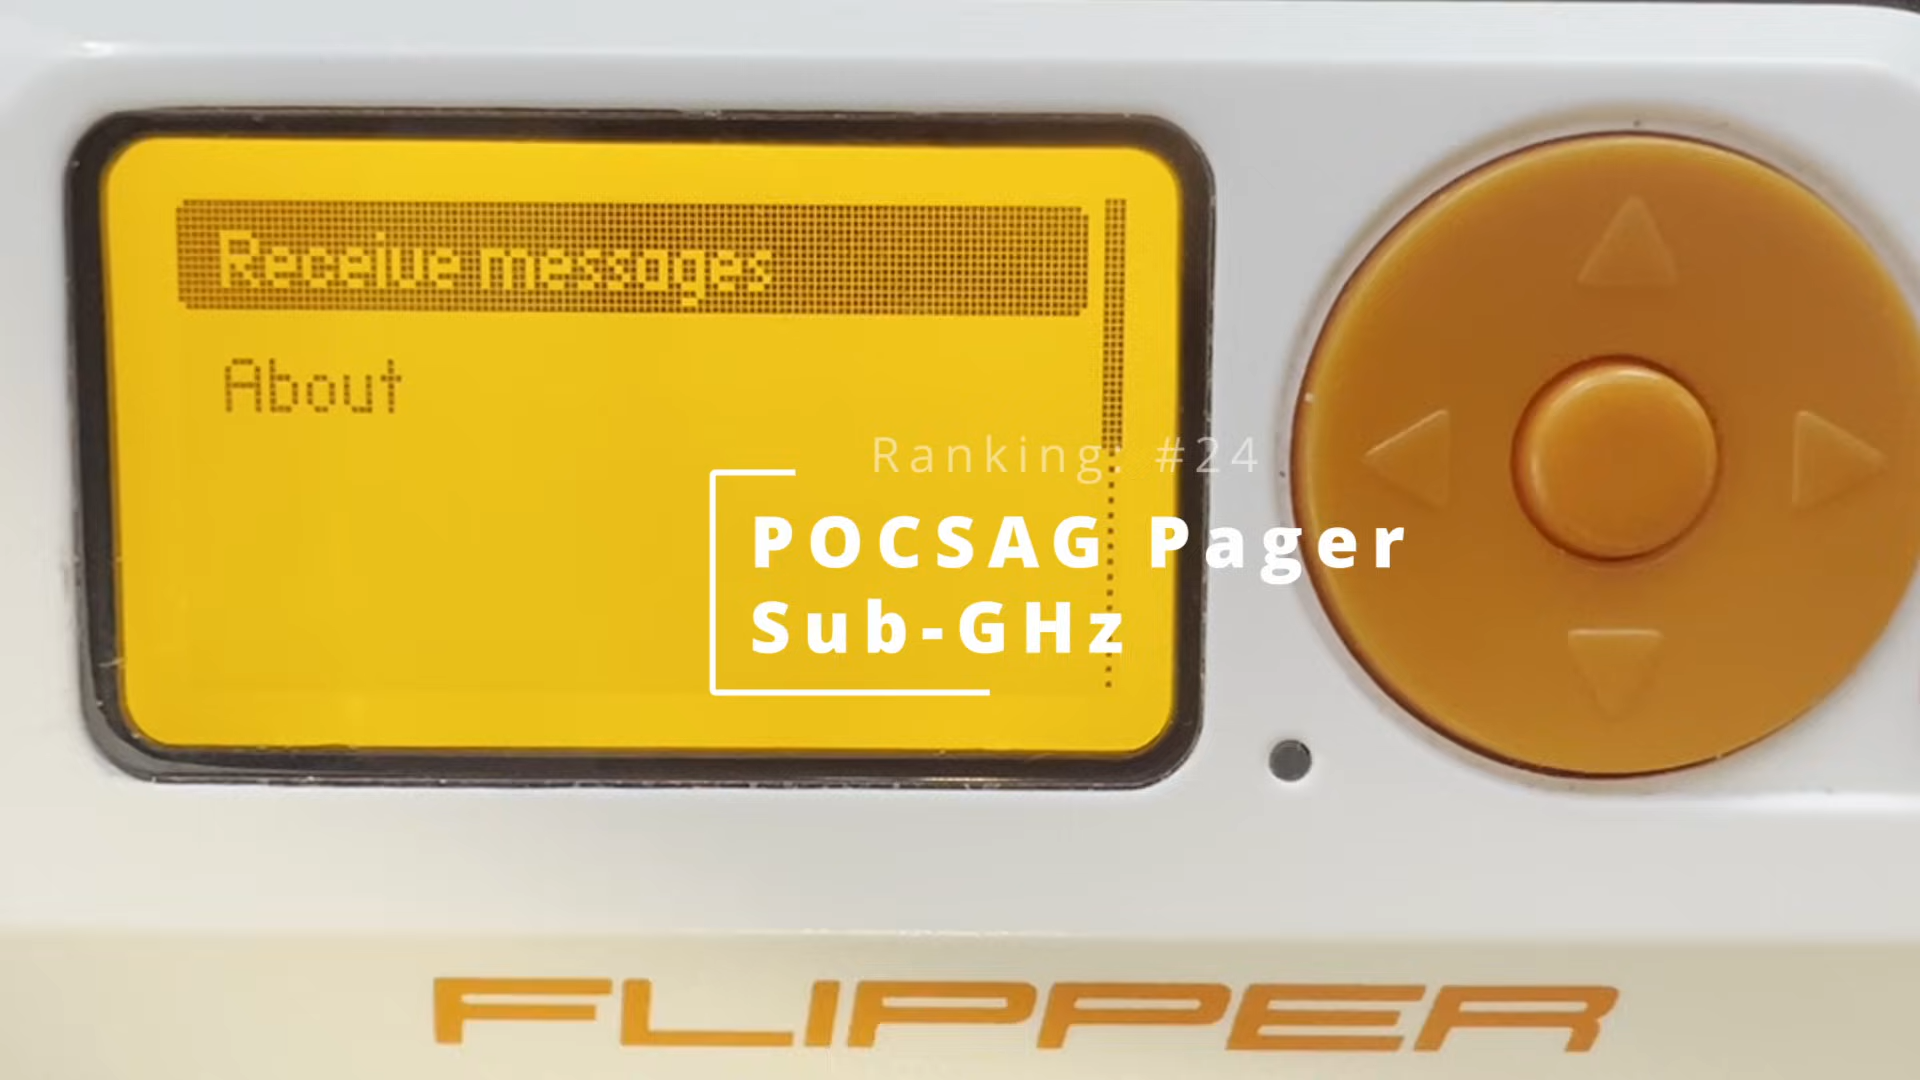 Receive messages
About
Ranking: #24
POCSAG Pager
Sub-GHz
FLIPPER